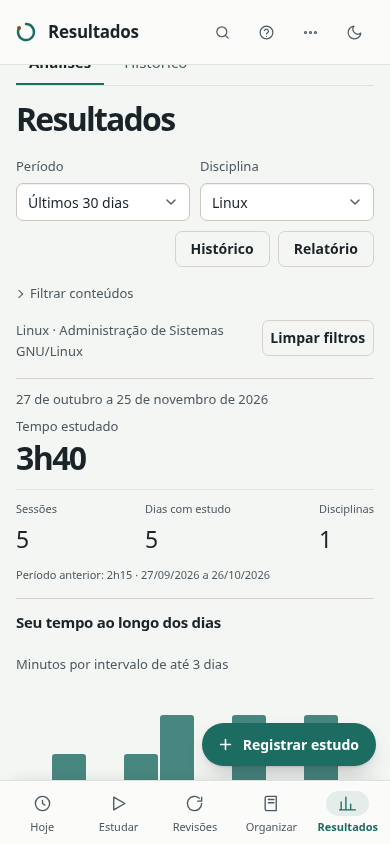 Resultados
Análises Histórico
Resultados
Período Disciplina
Últimos 30 dias Linux
Histórico Relatório
Filtrar conteúdos
Linux · Administração de Sistemas
GNU/Linux
Limpar filtros
27 de outubro a 25 de novembro de 2026
Tempo estudado
3h40
Sessões Dias com estudo Disciplinas
5 5 1
Período anterior: 2h15 · 27/09/2026 a 26/10/2026
Seu tempo ao longo dos dias
Minutos por intervalo de até 3 dias
Registrar estudo
Hoje Estudar Revisões Organizar Resultados